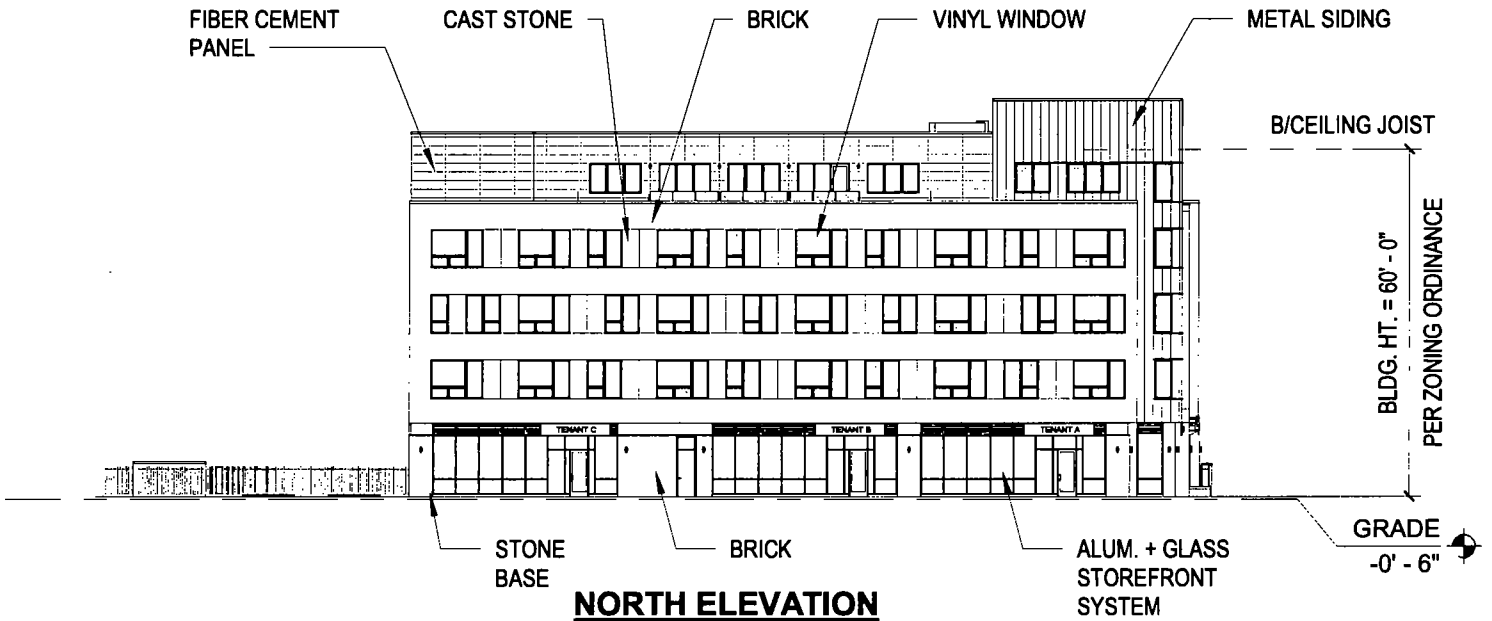 FIBER CEMENT
PANEL
CAST STONE
BRICK
VINYL WINDOW
METAL SIDING
B/CEILING JOIST
BLDG. HT. = 60' - 0"
PER ZONING ORDINANCE
TENANT C
TENANT B
TENANT A
STONE
BASE
BRICK
ALUM. + GLASS
STOREFRONT
SYSTEM
GRADE
-0' - 6"
NORTH ELEVATION